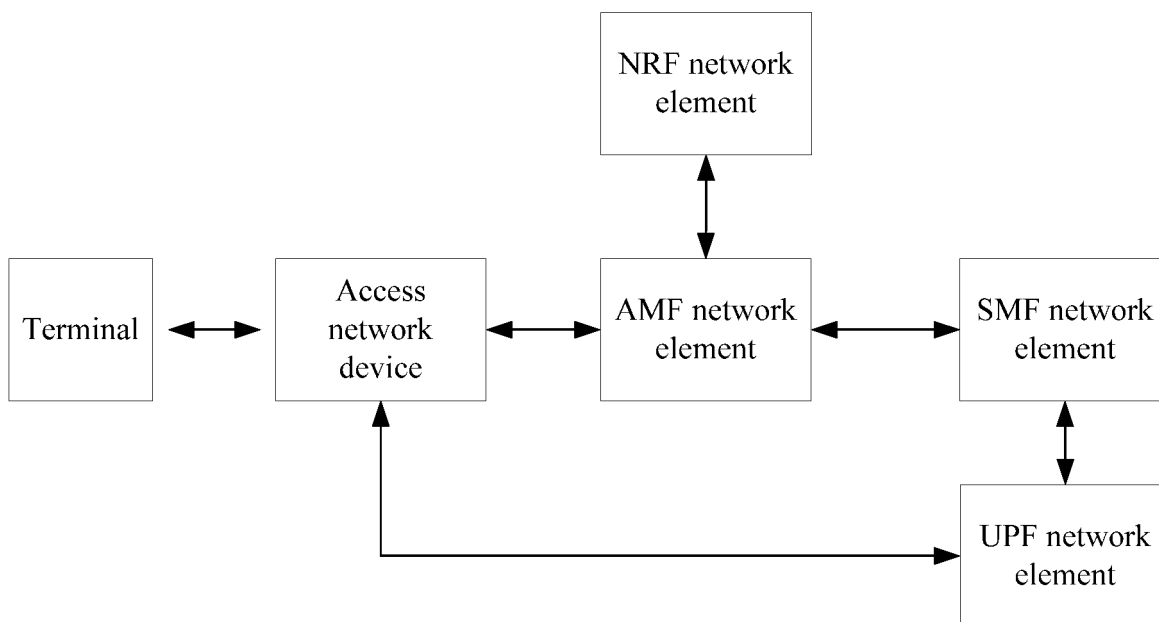 NRF network
element
Terminal
Access
network
device
AMF network
element
SMF network
element
UPF network
element